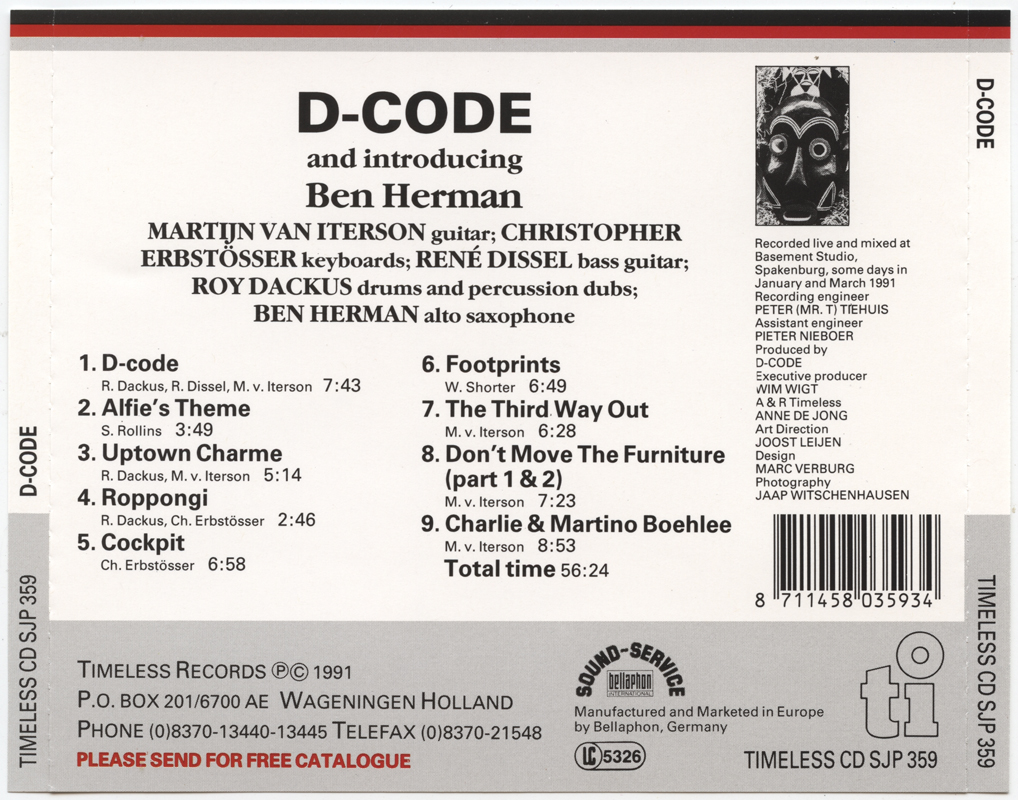 D-CODE
and introducing
Ben Herman
MARTIJN VAN ITERSON guitar; CHRISTOPHER
ERBSTÖSSER keyboards; RENÉ DISSEL bass guitar;
ROY DACKUS drums and percussion dubs;
BEN HERMAN alto saxophone
1. D-code
R. Dackus, R. Dissel, M. v. Iterson 7:43
2. Alfie's Theme
S. Rollins 3:49
3. Uptown Charme
R. Dackus, M. v. Iterson 5:14
4. Roppongi
R. Dackus, Ch. Erbstösser 2:46
5. Cockpit
Ch. Erbstösser 6:58
6. Footprints
W. Shorter 6:49
7. The Third Way Out
M. v. Iterson 6:28
8. Don't Move The Furniture
(part 1 & 2)
M. v. Iterson 7:23
9. Charlie & Martino Boehlee
M. v. Iterson 8:53
Total time 56:24
Recorded live and mixed at
Basement Studio,
Spakenburg, some days in
January and March 1991
Recording engineer
PETER (MR. T) TIEHUIS
Assistant engineer
PIETER NIEBOER
Produced by
D-CODE
Executive producer
WIM WIGT
A & R Timeless
ANNE DE JONG
Art Direction
JOOST LEIJEN
Design
MARC VERBURG
Photography
JAAP WITSCHENHAUSEN
8 711458 035934
TIMELESS RECORDS ℗© 1991
P.O. BOX 201/6700 AE WAGENINGEN HOLLAND
PHONE (0)8370-13440-13445 TELEFAX (0)8370-21548
PLEASE SEND FOR FREE CATALOGUE
SOUND-SERVICE
bellaphon
INTERNATIONAL
Manufactured and Marketed in Europe
by Bellaphon, Germany
LC 5326
ti
TIMELESS CD SJP 359
D-CODE
TIMELESS CD SJP 359
D-CODE
TIMELESS CD SJP 359